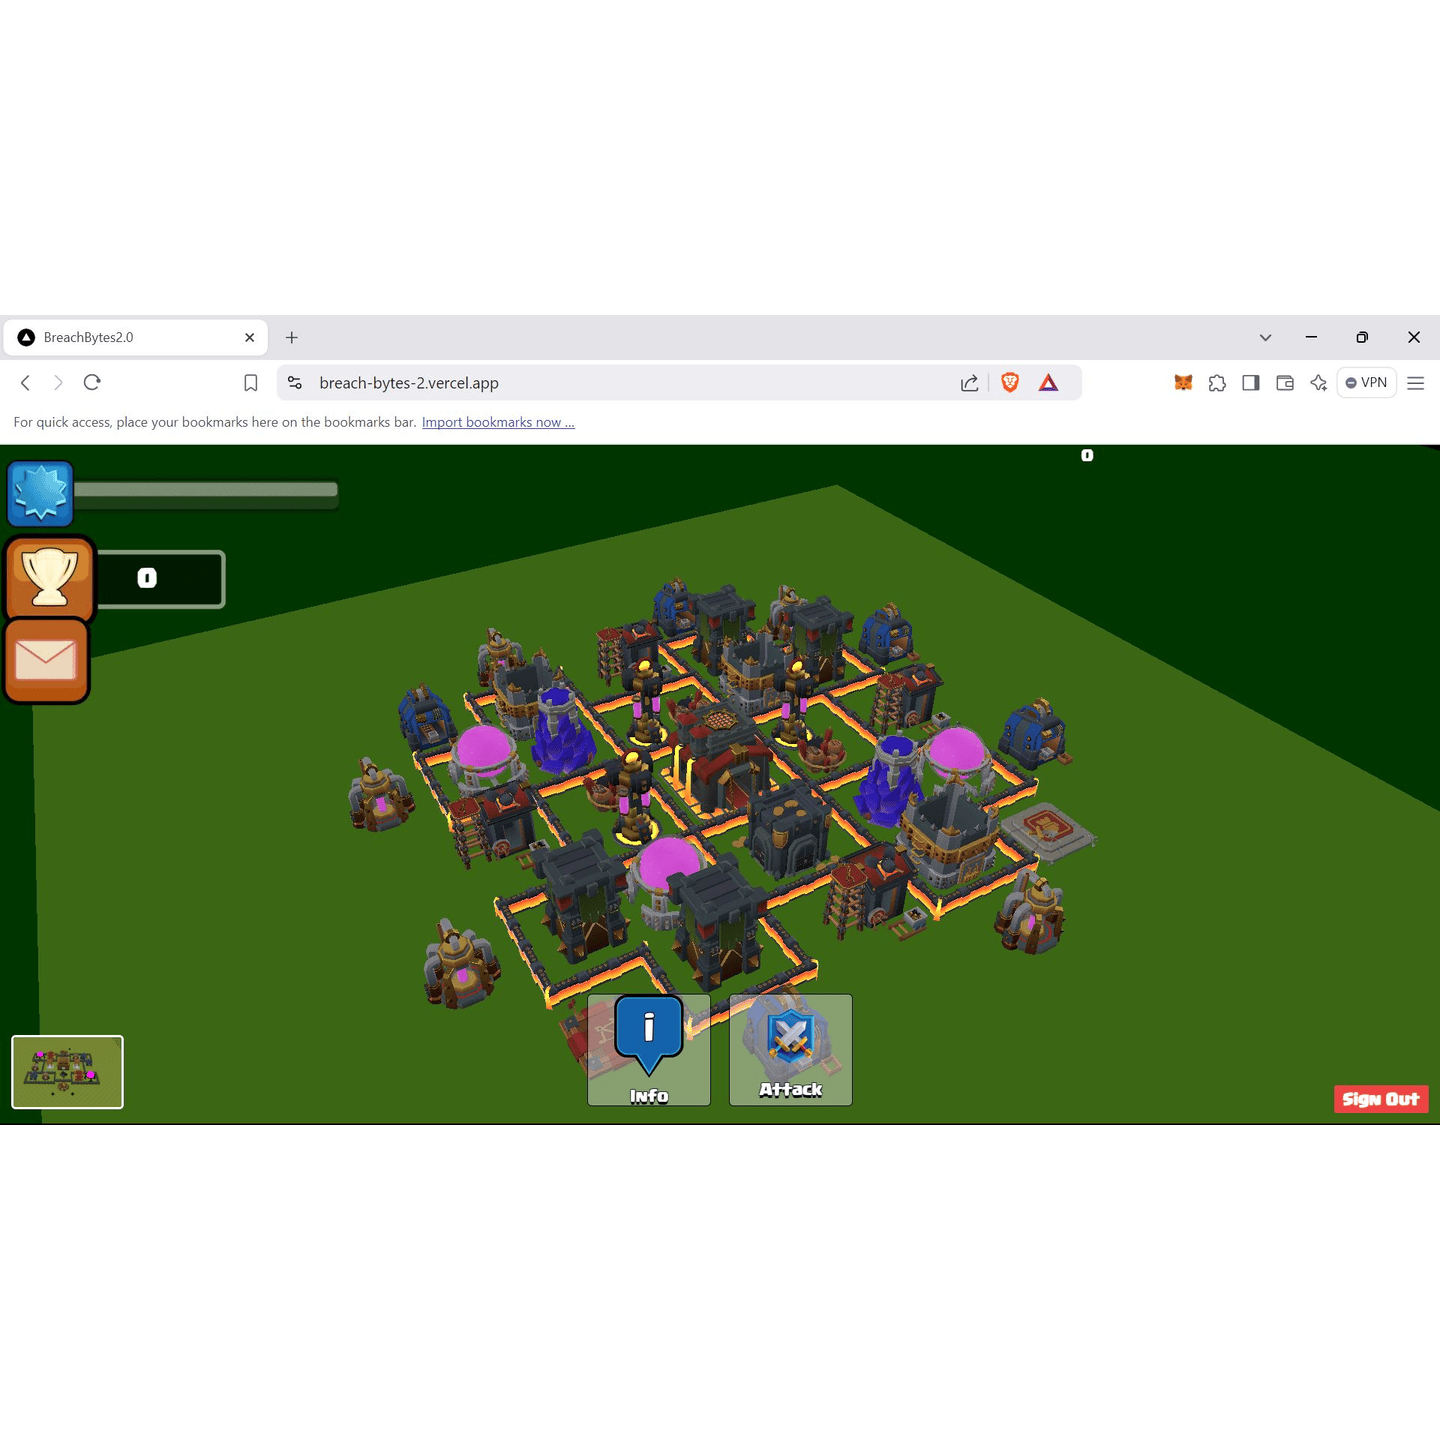 BreachBytes2.0
breach-bytes-2.vercel.app
VPN
For quick access, place your bookmarks here on the bookmarks bar. Import bookmarks now ...
0
0
i
Info
Attack
Sign Out